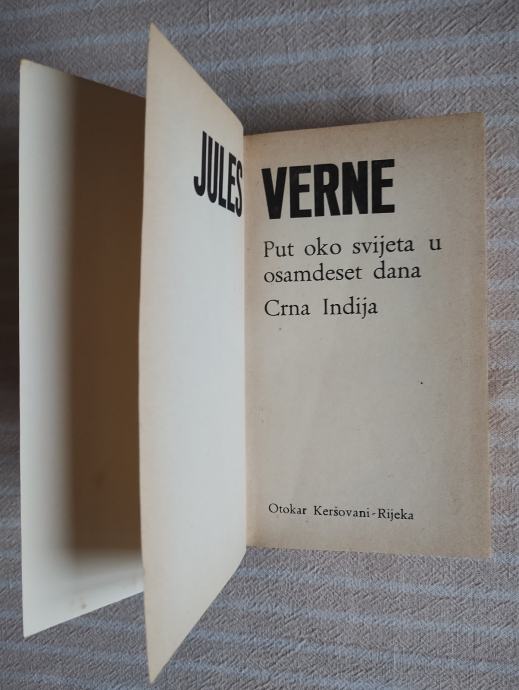 JULES VERNE
Put oko svijeta u
osamdeset dana
Crna Indija
Otokar Keršovani-Rijeka